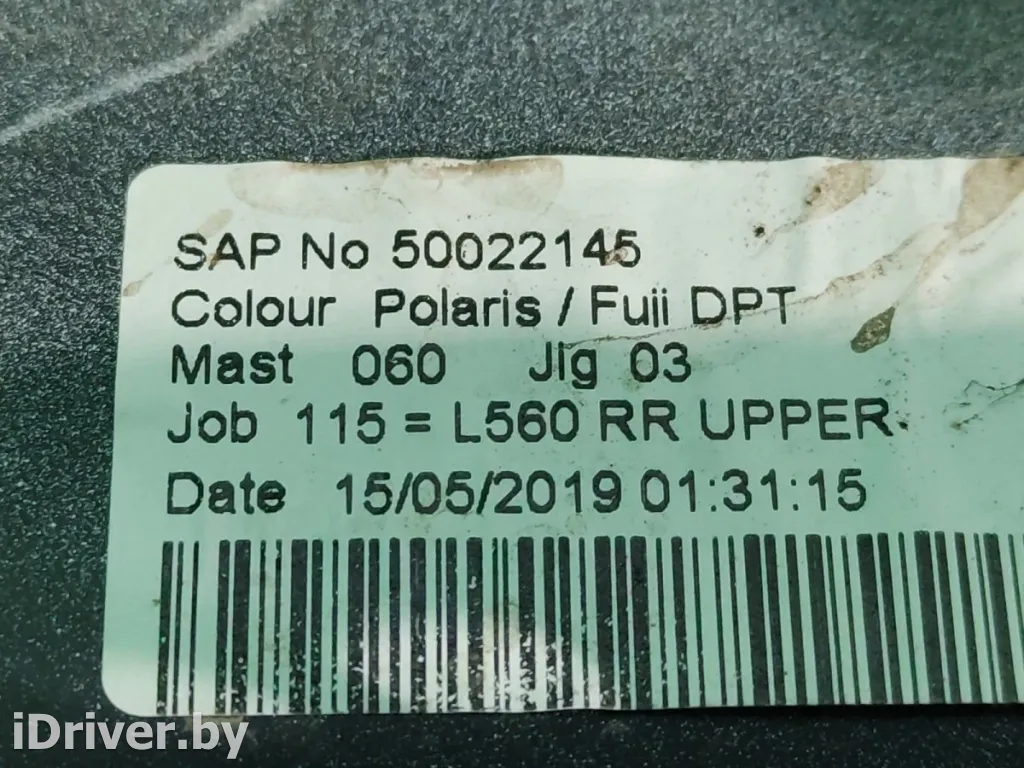 SAP No 50022145
Colour Polaris / Fuii DPT
Mast 060 Jig 03
Job 115 = L560 RR UPPER
Date 15/05/2019 01:31:15
iDriver.by